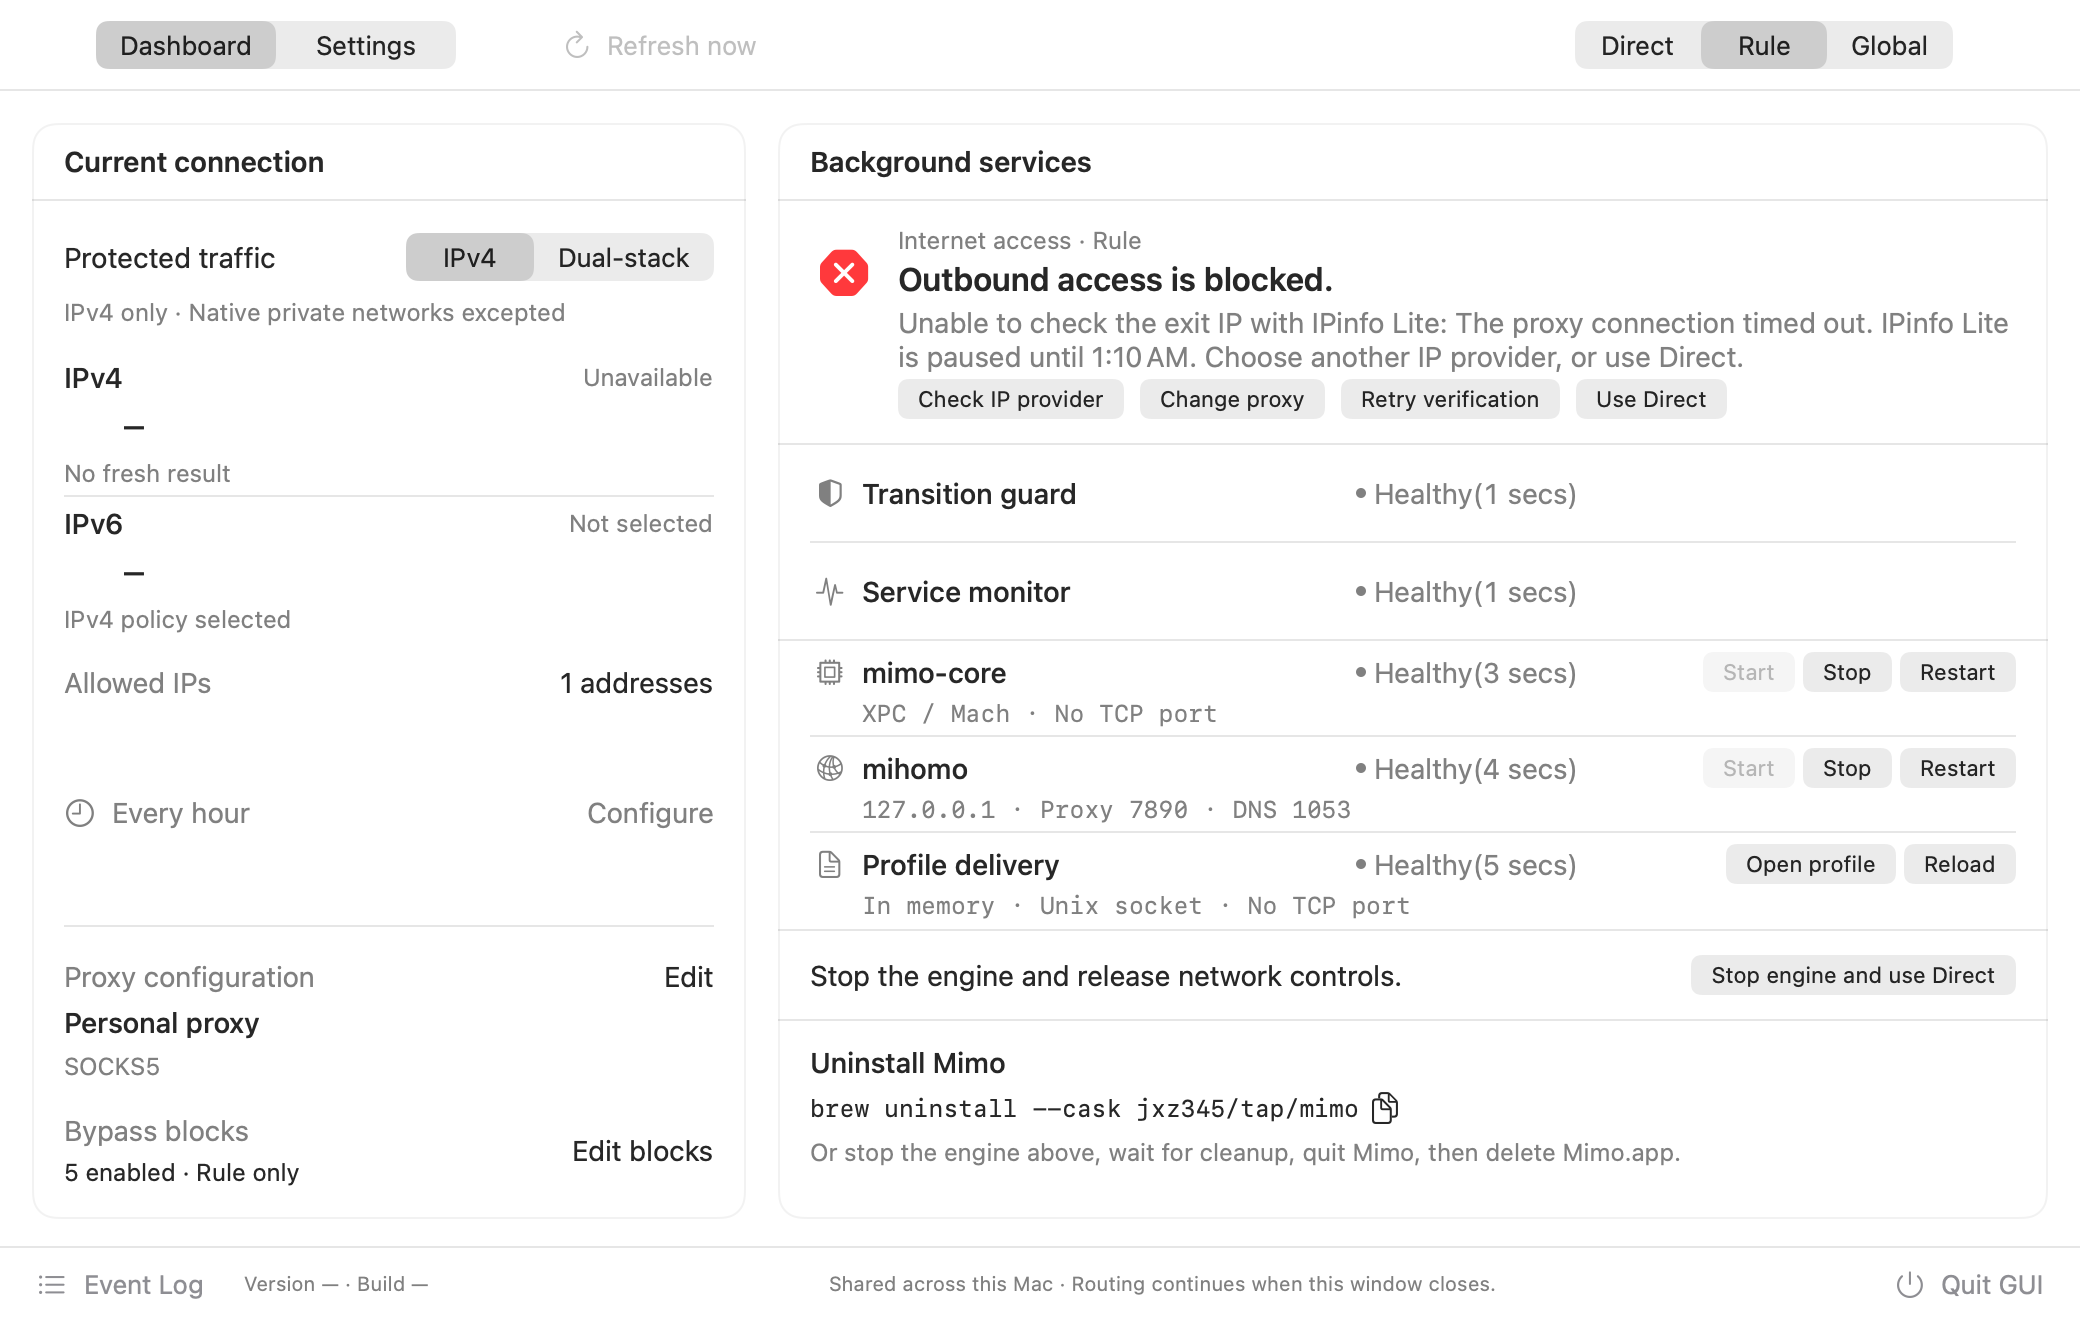 Dashboard
Settings
Refresh now
Direct
Rule
Global
Current connection
Protected traffic
IPv4
Dual-stack
IPv4 only · Native private networks excepted
IPv4
Unavailable
—
No fresh result
IPv6
Not selected
—
IPv4 policy selected
Allowed IPs
1 addresses
Every hour
Configure
Proxy configuration
Edit
Personal proxy
SOCKS5
Bypass blocks
5 enabled · Rule only
Edit blocks
Background services
Internet access · Rule
Outbound access is blocked.
Unable to check the exit IP with IPinfo Lite: The proxy connection timed out. IPinfo Lite
is paused until 1:10 AM. Choose another IP provider, or use Direct.
Check IP provider
Change proxy
Retry verification
Use Direct
Transition guard
• Healthy(1 secs)
Service monitor
• Healthy(1 secs)
mimo-core
• Healthy(3 secs)
Start
Stop
Restart
XPC / Mach · No TCP port
mihomo
• Healthy(4 secs)
Start
Stop
Restart
127.0.0.1 · Proxy 7890 · DNS 1053
Profile delivery
• Healthy(5 secs)
Open profile
Reload
In memory · Unix socket · No TCP port
Stop the engine and release network controls.
Stop engine and use Direct
Uninstall Mimo
brew uninstall --cask jxz345/tap/mimo
Or stop the engine above, wait for cleanup, quit Mimo, then delete Mimo.app.
Event Log
Version — · Build —
Shared across this Mac · Routing continues when this window closes.
Quit GUI